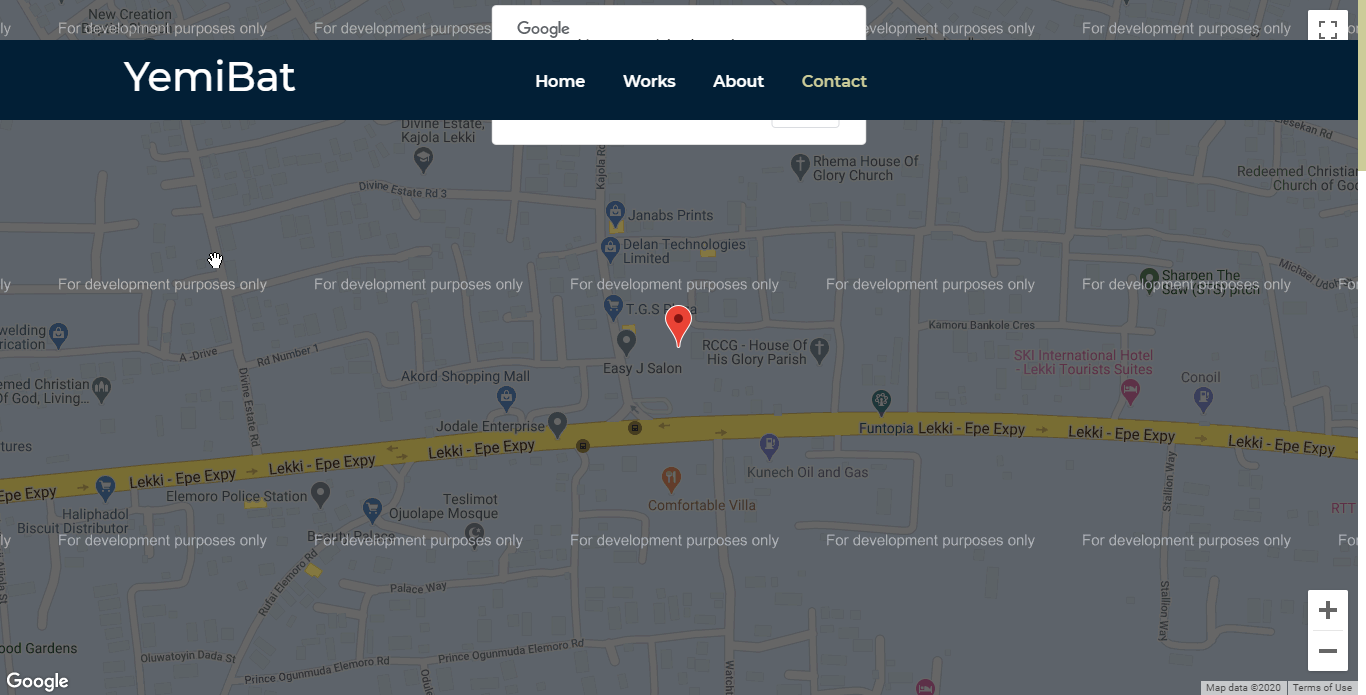 New Creation
ly
For development purposes only
For development purposes
Google
velopment purposes only
For development purposes only
YemiBat
Home
Works
About
Contact
Divine Estate,
Kajola Lekki
Kajola Rd
Rhema House Of
Glory Church
Redeemed Christian
Church of God
Divine Estate Rd 3
Janabs Prints
Delan Technologies
Limited
ly
For development purposes only
For development purposes only
For development purposes only
For development purposes only
For development purposes only
Fo
Sharpen The
Saw (STS) pitch
Michael Udor
T.G.S Plaza
welding
rication
A -Drive
Rd Number 1
Divine Estate Rd
Kamoru Bankole Cres
RCCG - House Of
His Glory Parish
Easy J Salon
SKI International Hotel
- Lekki Tourists Suites
Conoil
emed Christian
Of God, Living...
Akord Shopping Mall
Jodale Enterprise
Funtopia
Lekki - Epe Expy
Lekki - Epe Expy
Lekki - Epe Expy
tures
Epe Expy
Lekki - Epe Expy
Lekki - Epe Expy
Lekki - Epe Expy
Kunech Oil and Gas
Stallion Way
Elemoro Police Station
Teslimot
Ojuolape Mosque
Comfortable Villa
Haliphadol
Biscuit Distributor
RTT
Beauty Palace
ly
For development purposes only
For development purposes only
For development purposes only
For development purposes only
For development purposes only
Fo
Rufai Elemoro Rd
Palace Way
Stallion Way
ood Gardens
Oluwatoyin Dada St
Prince Ogunmuda Elemoro Rd
Prince Ogunmuda Elemoro Rd
Google
Map data ©2020
Terms of Use